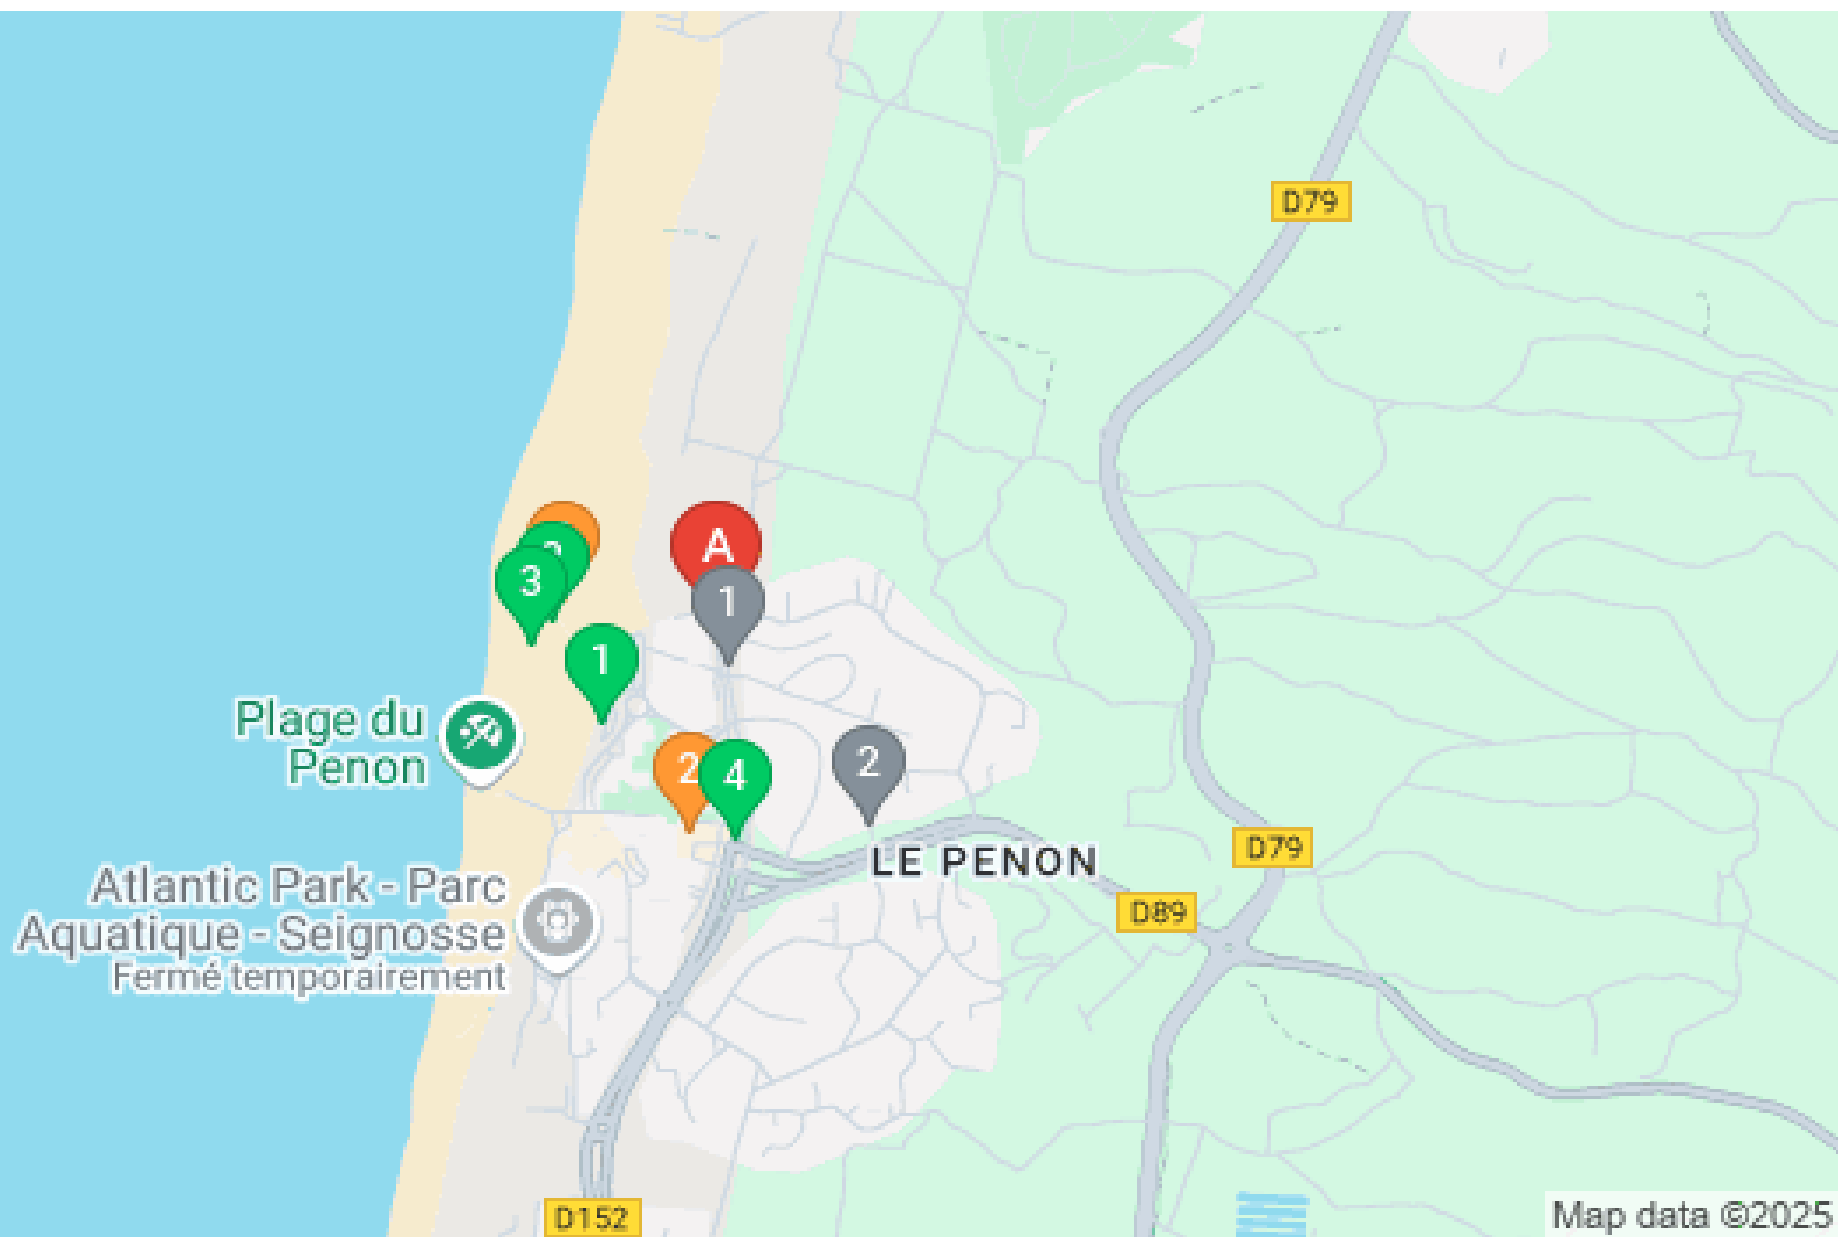 D79
A
3
1
1
Plage du
Penon
2
4
2
LE PENON
D79
Atlantic Park - Parc
Aquatique - Seignosse
Fermé temporairement
D89
D152
Map data ©2025